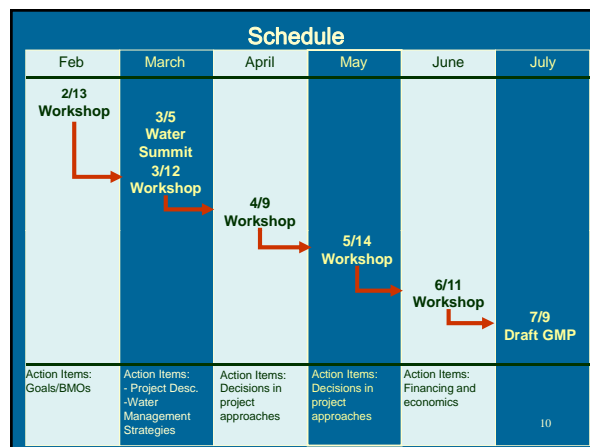 Schedule
Feb
March
April
May
June
July
2/13
Workshop
3/5
Water
Summit
3/12
Workshop
4/9
Workshop
5/14
Workshop
6/11
Workshop
7/9
Draft GMP
Action Items:
Goals/BMOs
Action Items:
- Project Desc.
-Water
Management
Strategies
Action Items:
Decisions in
project
approaches
Action Items:
Decisions in
project
approaches
Action Items:
Financing and
economics
10